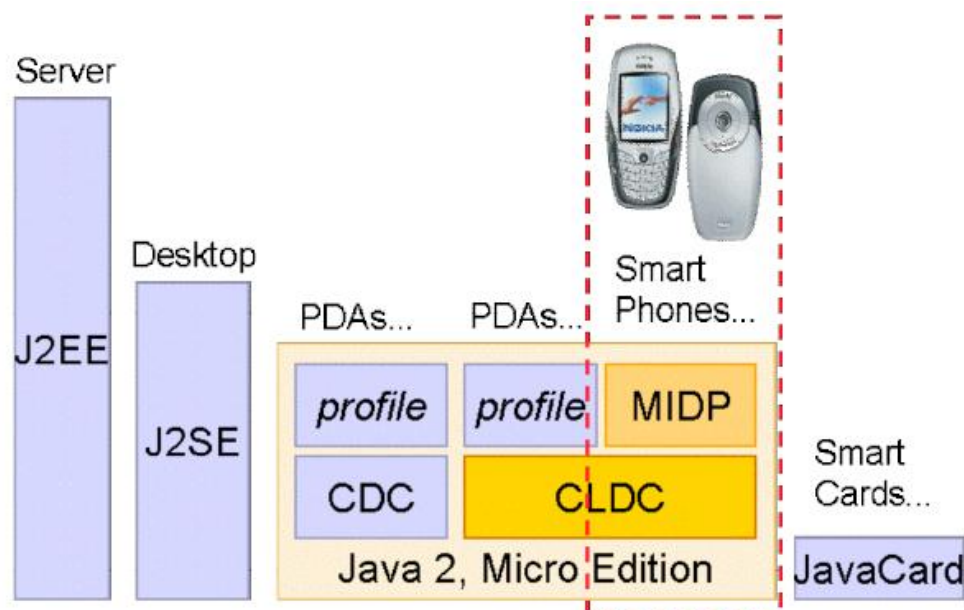 Server
J2EE
Desktop
J2SE
NOKIA
Smart
Phones...
PDAs...
PDAs...
profile
profile
MIDP
CDC
CLDC
Java 2, Micro Edition
Smart
Cards...
JavaCard